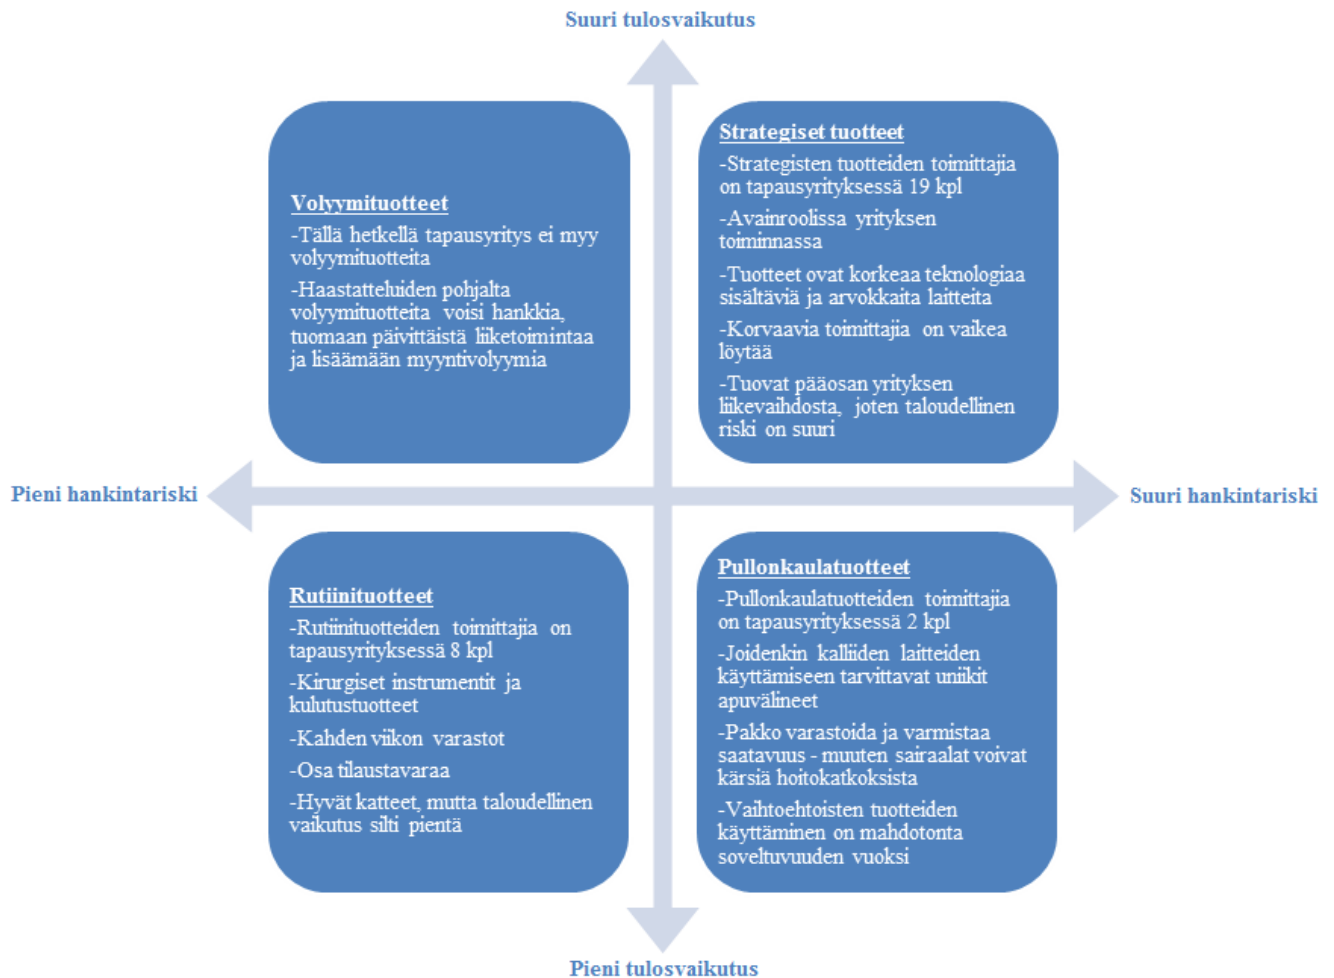 Suuri tulosvaikutus
Volyymituotteet
-Tällä hetkellä tapausyritys ei myy
volyymituotteita
-Haastatteluiden pohjalta
volyymituotteita voisi hankkia,
tuomaan päivittäistä liiketoimintaa
ja lisäämään myyntivolyymia
Strategiset tuotteet
-Strategisten tuotteiden toimittajia
on tapausyrityksessä 19 kpl
-Avainroolissa yrityksen
toiminnassa
-Tuotteet ovat korkeaa teknologiaa
sisältäviä ja arvokkaita laitteita
-Korvaavia toimittajia on vaikea
löytää
-Tuovat pääosan yrityksen
liikevaihdosta, joten taloudellinen
riski on suuri
Pieni hankintariski
Suuri hankintariski
Rutiinituotteet
-Rutiinituotteiden toimittajia on
tapausyrityksessä 8 kpl
-Kirurgiset instrumentit ja
kulutustuotteet
-Kahden viikon varastot
-Osa tilaustavaraa
-Hyvät katteet, mutta taloudellinen
vaikutus silti pientä
Pullonkaulatuotteet
-Pullonkaulatuotteiden toimittajia
on tapausyrityksessä 2 kpl
-Joidenkin kalliiden laitteiden
käyttämiseen tarvittavat uniikit
apuvälineet
-Pakko varastoida ja varmistaa
saatavuus - muuten sairaalat voivat
kärsiä hoitokatkoksista
-Vaihtoehtoisten tuotteiden
käyttäminen on mahdotonta
soveltuvuuden vuoksi
Pieni tulosvaikutus